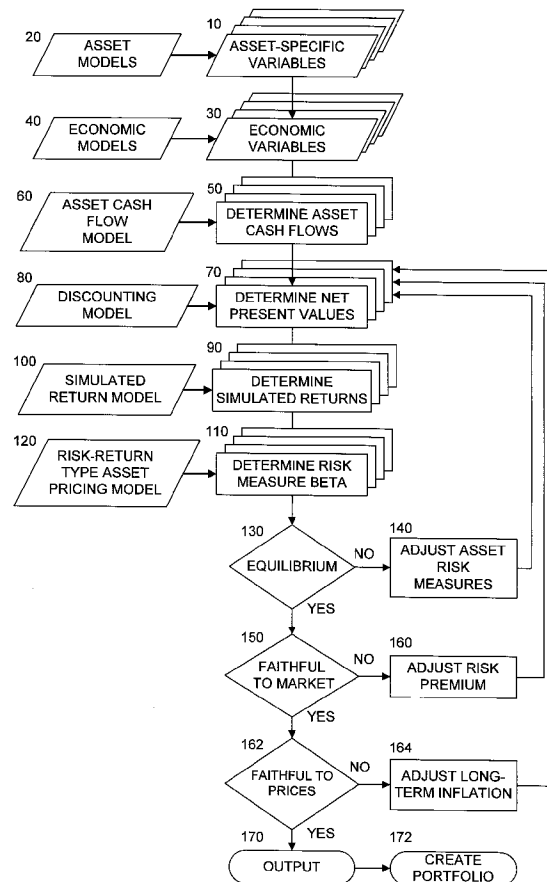 20
ASSET
MODELS
10
ASSET-SPECIFIC
VARIABLES
40
ECONOMIC
MODELS
30
ECONOMIC
VARIABLES
60
ASSET CASH
FLOW
MODEL
50
DETERMINE ASSET
CASH FLOWS
80
DISCOUNTING
MODEL
70
DETERMINE NET
PRESENT VALUES
100
SIMULATED
RETURN MODEL
90
DETERMINE
SIMULATED RETURNS
120
RISK-RETURN
TYPE ASSET
PRICING MODEL
110
DETERMINE RISK
MEASURE BETA
130
EQUILIBRIUM
NO
YES
140
ADJUST ASSET
RISK
MEASURES
150
FAITHFUL
TO MARKET
NO
YES
160
ADJUST RISK
PREMIUM
162
FAITHFUL TO
PRICES
NO
YES
164
ADJUST LONG-
TERM INFLATION
170
OUTPUT
172
CREATE
PORTFOLIO